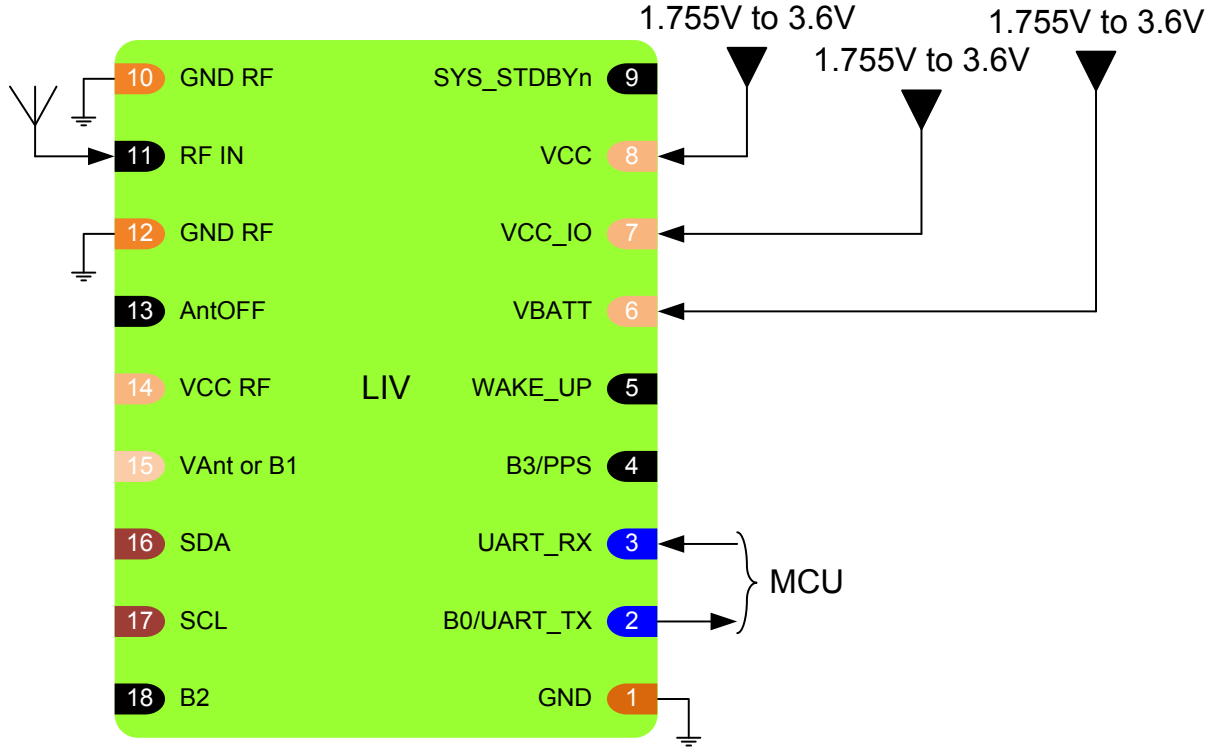 1.755V to 3.6V
1.755V to 3.6V
1.755V to 3.6V
10 GND RF SYS_STDBYn 9
11 RF IN VCC 8
12 GND RF VCC_IO 7
13 AntOFF VBATT 6
14 VCC RF LIV WAKE_UP 5
15 VAnt or B1 B3/PPS 4
16 SDA UART_RX 3
MCU
17 SCL B0/UART_TX 2
18 B2 GND 1